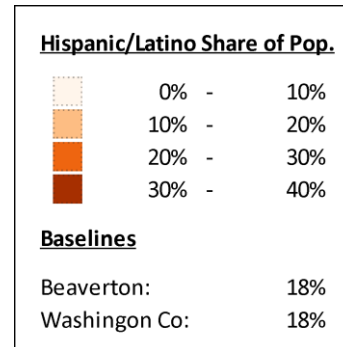 Hispanic/Latino Share of Pop.
0% - 10%
10% - 20%
20% - 30%
30% - 40%
Baselines
Beaverton: 18%
Washingon Co: 18%